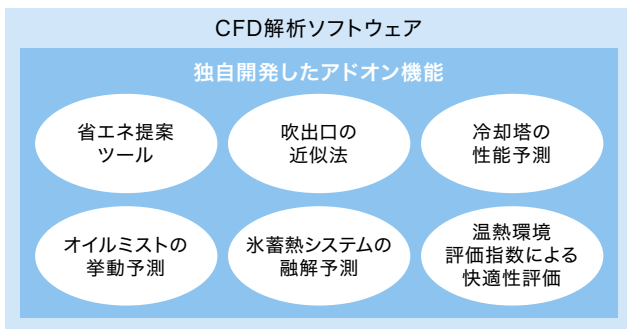 CFD解析ソフトウェア
独自開発したアドオン機能
省エネ提案
ツール
吹出口の
近似法
冷却塔の
性能予測
オイルミストの
挙動予測
氷蓄熱システムの
融解予測
温熱環境
評価指数による
快適性評価